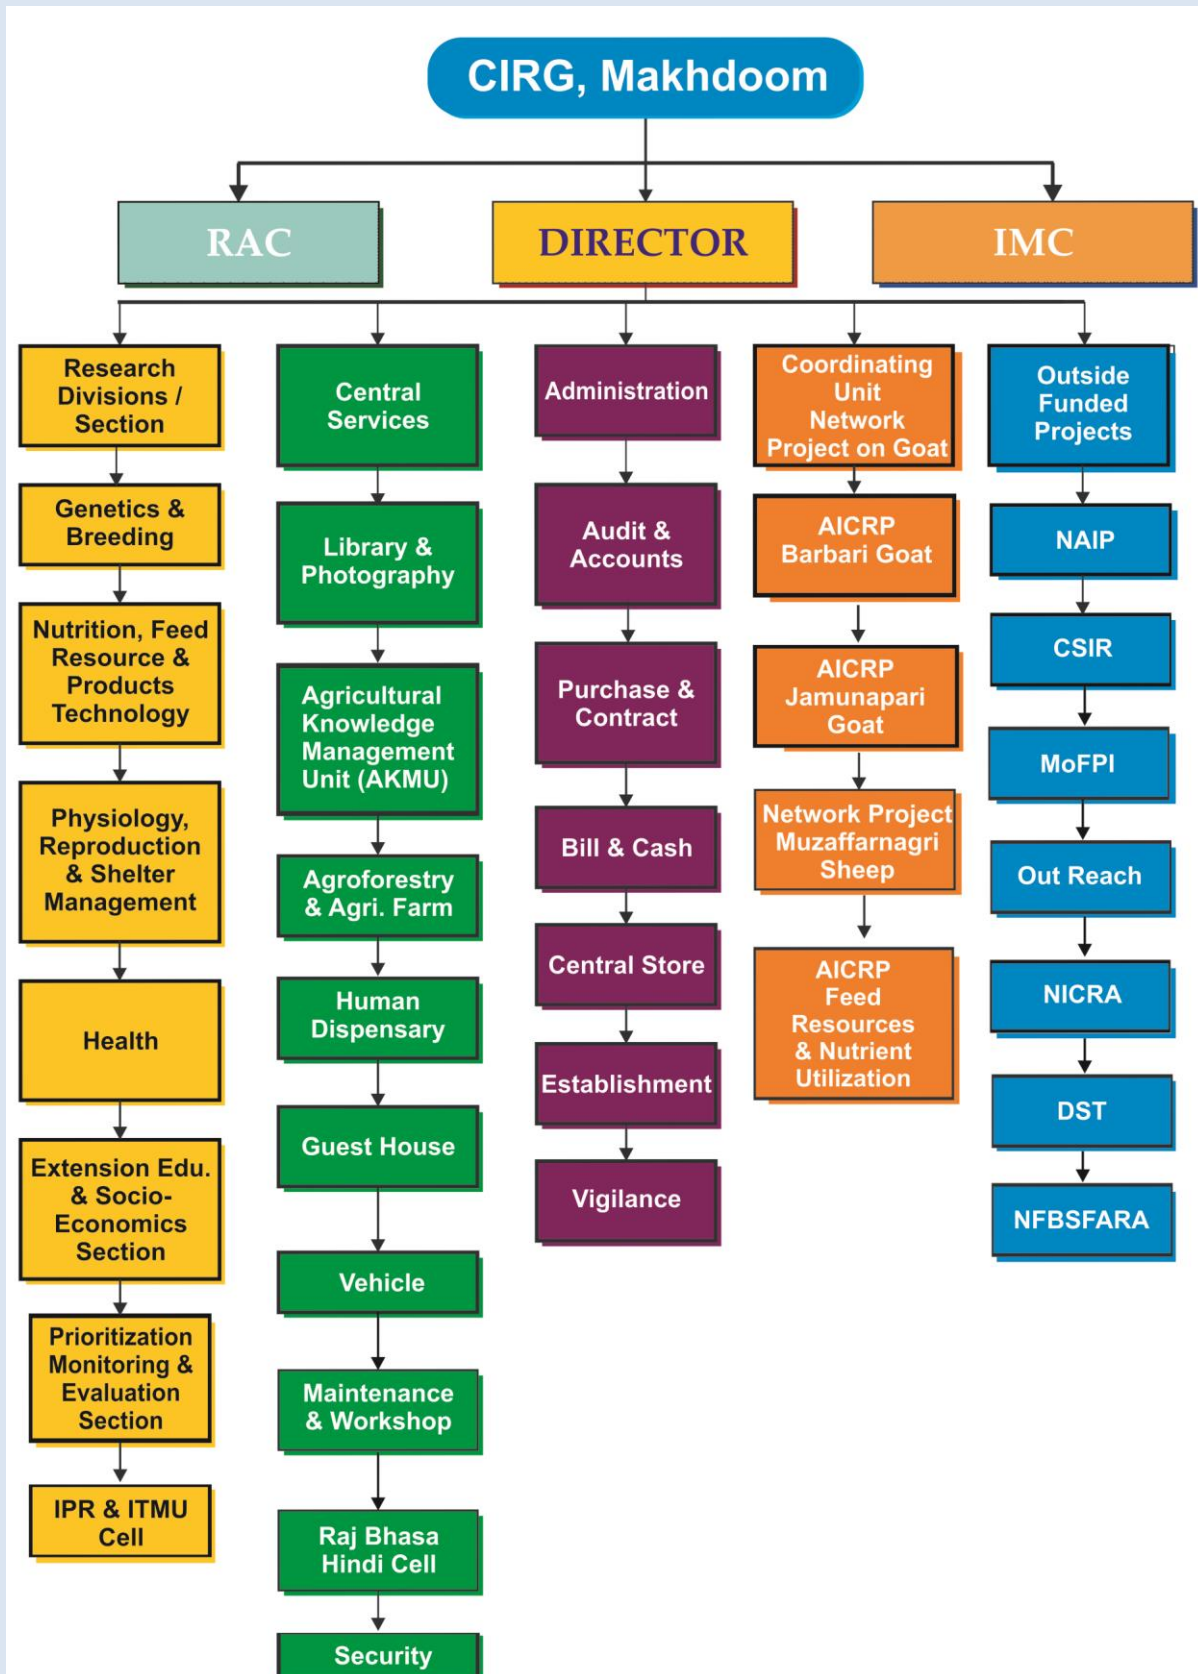 CIRG, Makhdoom
RAC
DIRECTOR
IMC
Research
Divisions /
Section
Genetics &
Breeding
Nutrition, Feed
Resource &
Products
Technology
Physiology,
Reproduction
& Shelter
Management
Health
Extension Edu.
& Socio-
Economics
Section
Prioritization
Monitoring &
Evaluation
Section
IPR & ITMU
Cell
Central
Services
Library &
Photography
Agricultural
Knowledge
Management
Unit (AKMU)
Agroforestry
& Agri. Farm
Human
Dispensary
Guest House
Vehicle
Maintenance
& Workshop
Raj Bhasa
Hindi Cell
Security
Administration
Audit &
Accounts
Purchase &
Contract
Bill & Cash
Central Store
Establishment
Vigilance
Coordinating
Unit
Network
Project on Goat
AICRP
Barbari Goat
AICRP
Jamunapari
Goat
Network Project
Muzaffarnagri
Sheep
AICRP
Feed
Resources
& Nutrient
Utilization
Outside
Funded
Projects
NAIP
CSIR
MoFPI
Out Reach
NICRA
DST
NFBSFARA